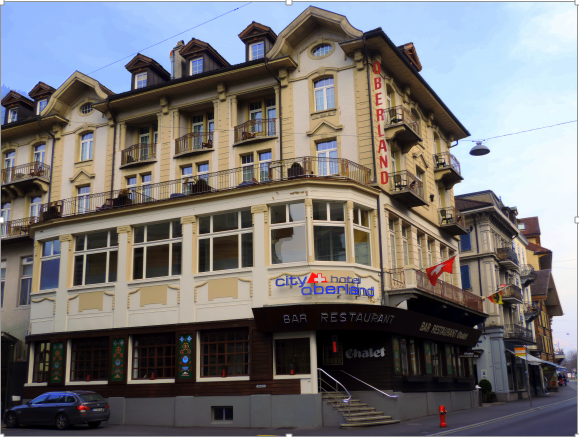 OBERLAND
city hotel
oberland
BAR RESTAURANT
BAR RESTAURANT
Chalet